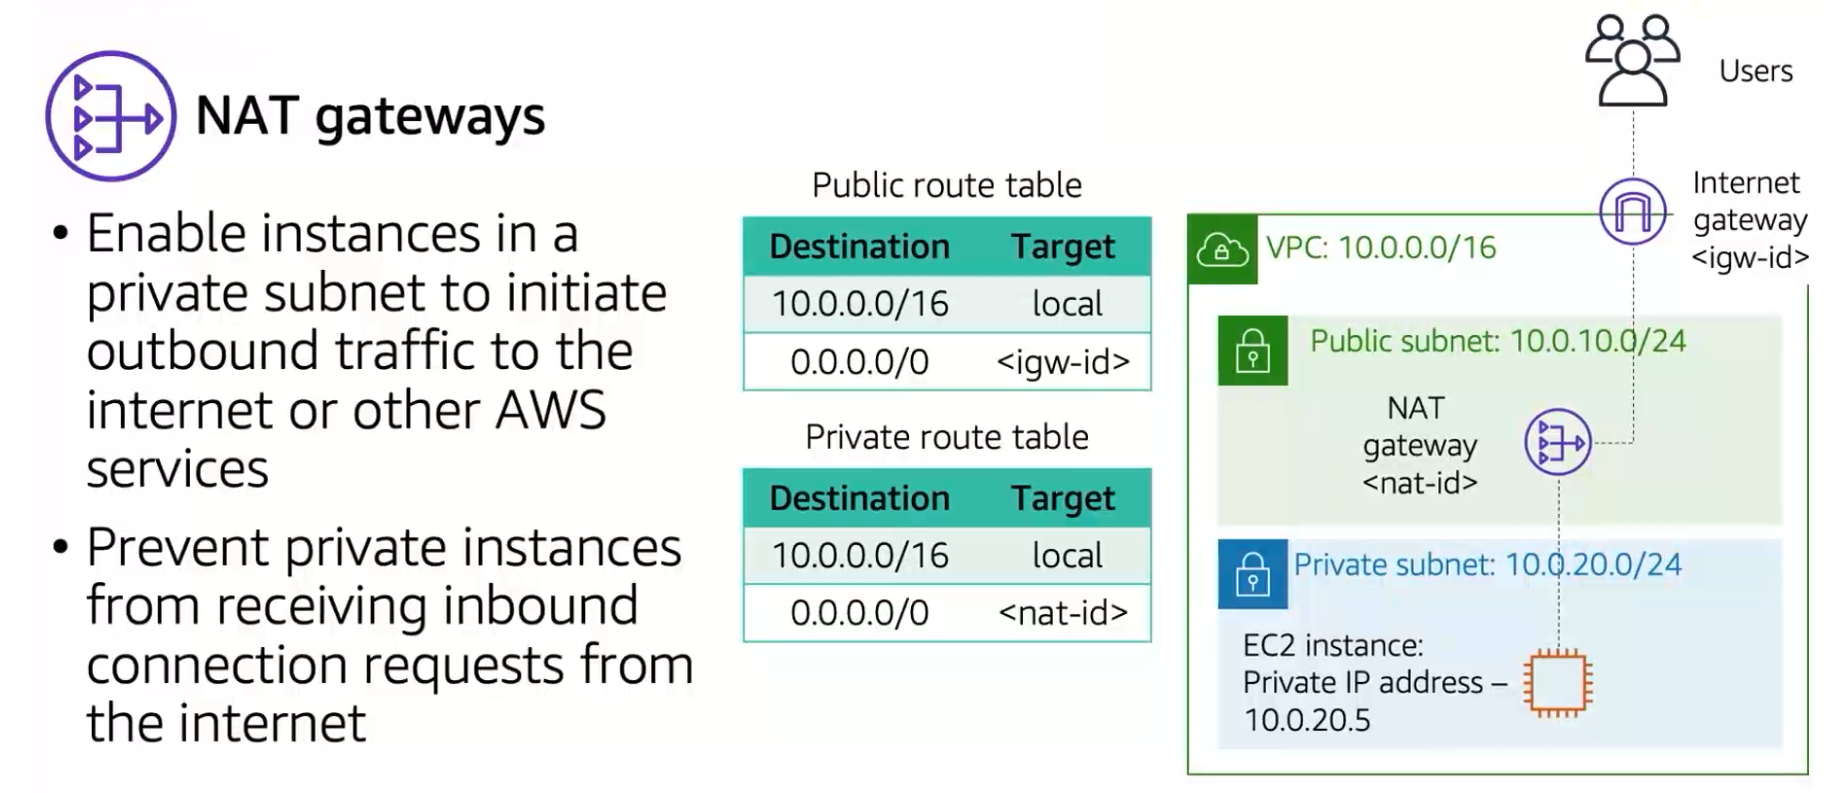 NAT gateways
• Enable instances in a
private subnet to initiate
outbound traffic to the
internet or other AWS
services
• Prevent private instances
from receiving inbound
connection requests from
the internet
Public route table
Destination Target
10.0.0.0/16 local
0.0.0.0/0 <igw-id>
Private route table
Destination Target
10.0.0.0/16 local
0.0.0.0/0 <nat-id>
Users
Internet
gateway
<igw-id>
VPC: 10.0.0.0/16
Public subnet: 10.0.10.0/24
NAT
gateway
<nat-id>
Private subnet: 10.0.20.0/24
EC2 instance:
Private IP address –
10.0.20.5